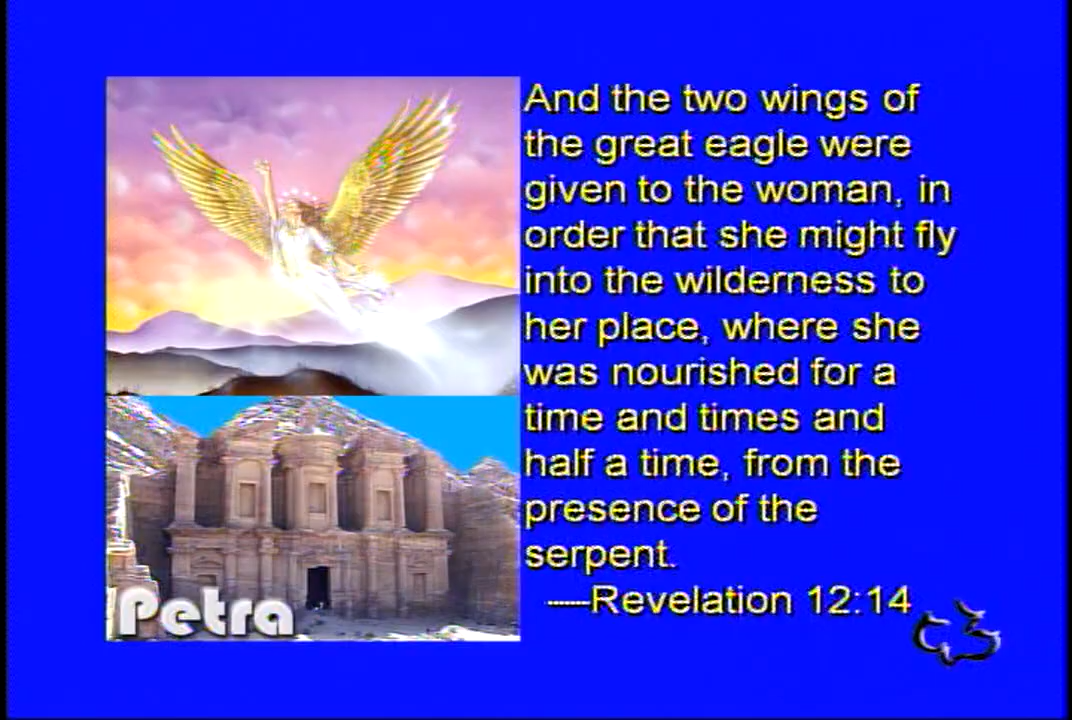 And the two wings of
the great eagle were
given to the woman, in
order that she might fly
into the wilderness to
her place, where she
was nourished for a
time and times and
half a time, from the
presence of the
serpent.
-----Revelation 12:14
Petra